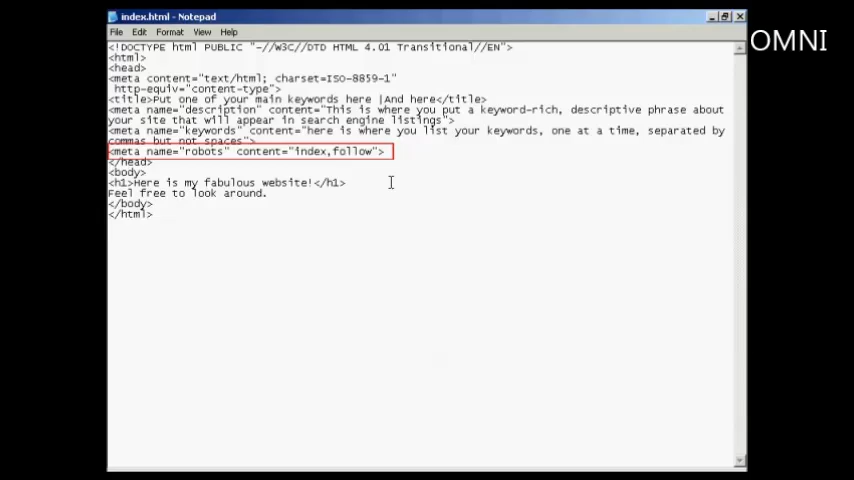 index.html - Notepad
OMNI
File Edit Format View Help
<!DOCTYPE html PUBLIC "-//W3C//DTD HTML 4.01 Transitional//EN">
<html>
<head>
<meta content="text/html; charset=ISO-8859-1"
http-equiv="content-type">
<title>Put one of your main keywords here |And here</title>
<meta name="description" content="This is where you put a keyword-rich, descriptive phrase about
your site that will appear in search engine listings">
<meta name="keywords" content="here is where you list your keywords, one at a time, separated by
commas but not spaces">
<meta name="robots" content="index,follow">
</head>
<body>
<h1>Here is my fabulous website!</h1>
Feel free to look around.
</body>
</html>